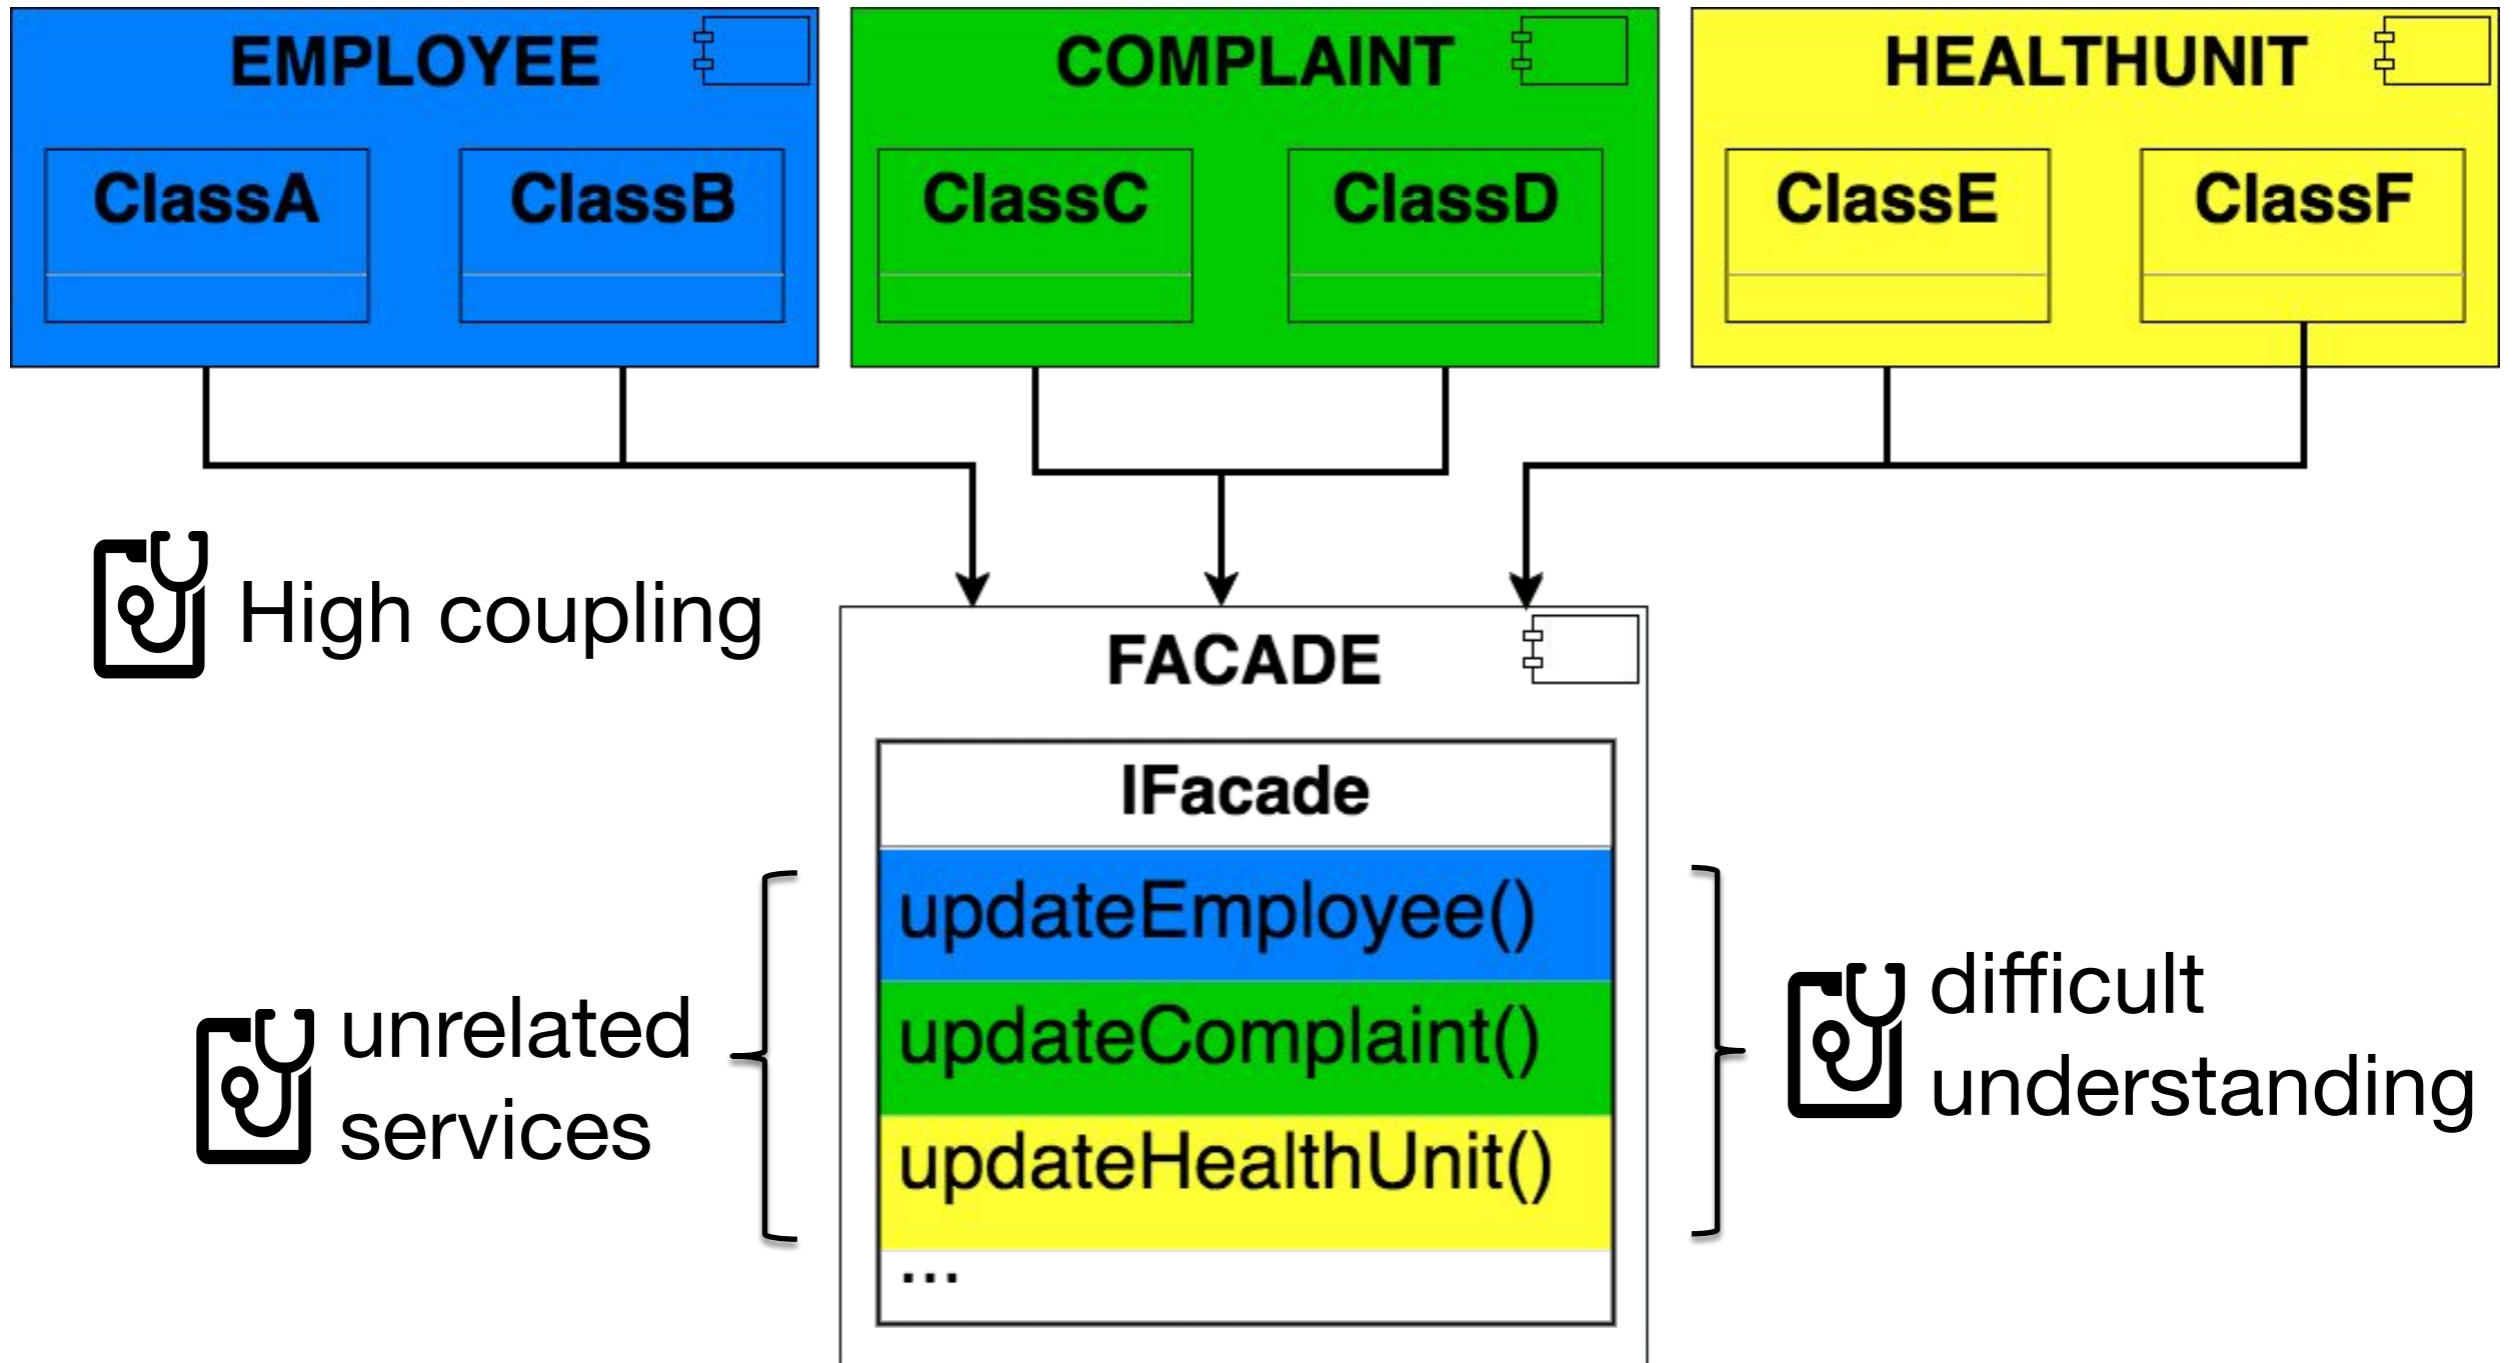 EMPLOYEE
ClassA
ClassB
COMPLAINT
ClassC
ClassD
HEALTHUNIT
ClassE
ClassF
High coupling
FACADE
IFacade
updateEmployee()
updateComplaint()
updateHealthUnit()
...
unrelated
services
difficult
understanding